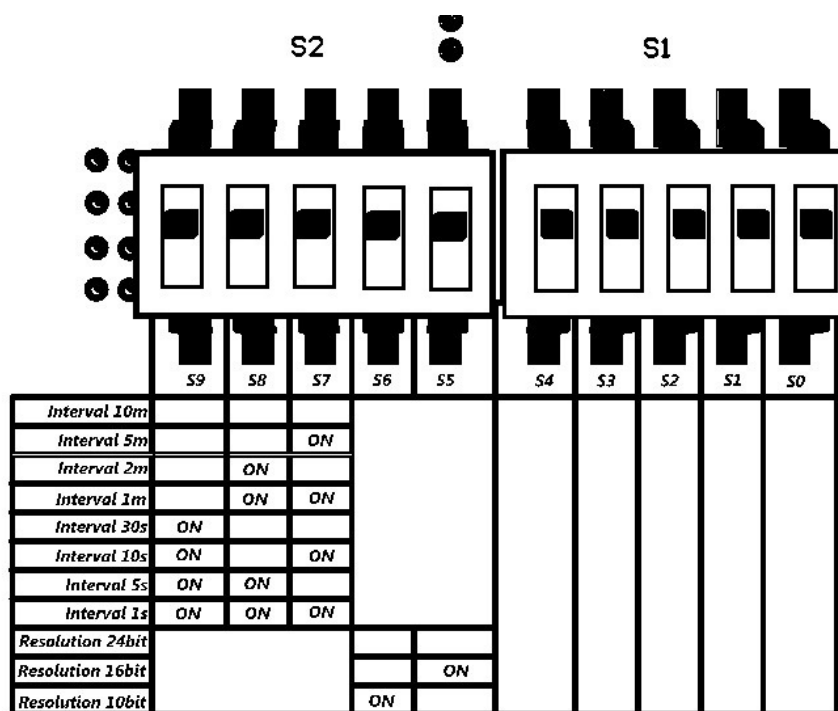 S2 S1
S9 S8 S7 S6 S5 S4 S3 S2 S1 S0
Interval 10m
Interval 5m ON
Interval 2m ON
Interval 1m ON ON
Interval 30s ON
Interval 10s ON ON
Interval 5s ON ON
Interval 1s ON ON ON
Resolution 24bit
Resolution 16bit ON
Resolution 10bit ON